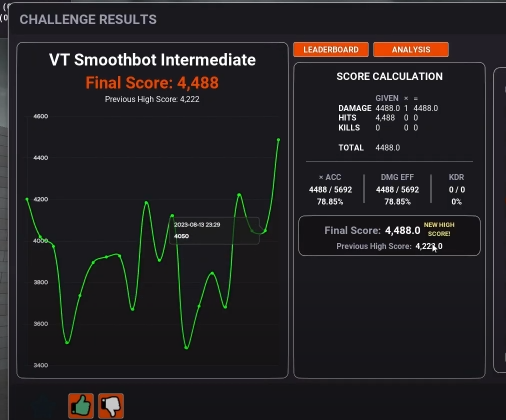 CHALLENGE RESULTS
VT Smoothbot Intermediate
Final Score: 4,488
Previous High Score: 4,222
4600
4400
4200
4000
3800
3600
3400
2023-08-13 23:29
4050
LEADERBOARD
ANALYSIS
SCORE CALCULATION
GIVEN × =
DAMAGE 4488.0 1 4488.0
HITS 4,488 0 0
KILLS 0 0 0
TOTAL 4488.0
× ACC DMG EFF KDR
4488 / 5692 4488 / 5692 0 / 0
78.85% 78.85% 0%
Final Score: 4,488.0 NEW HIGH SCORE!
Previous High Score: 4,222.0